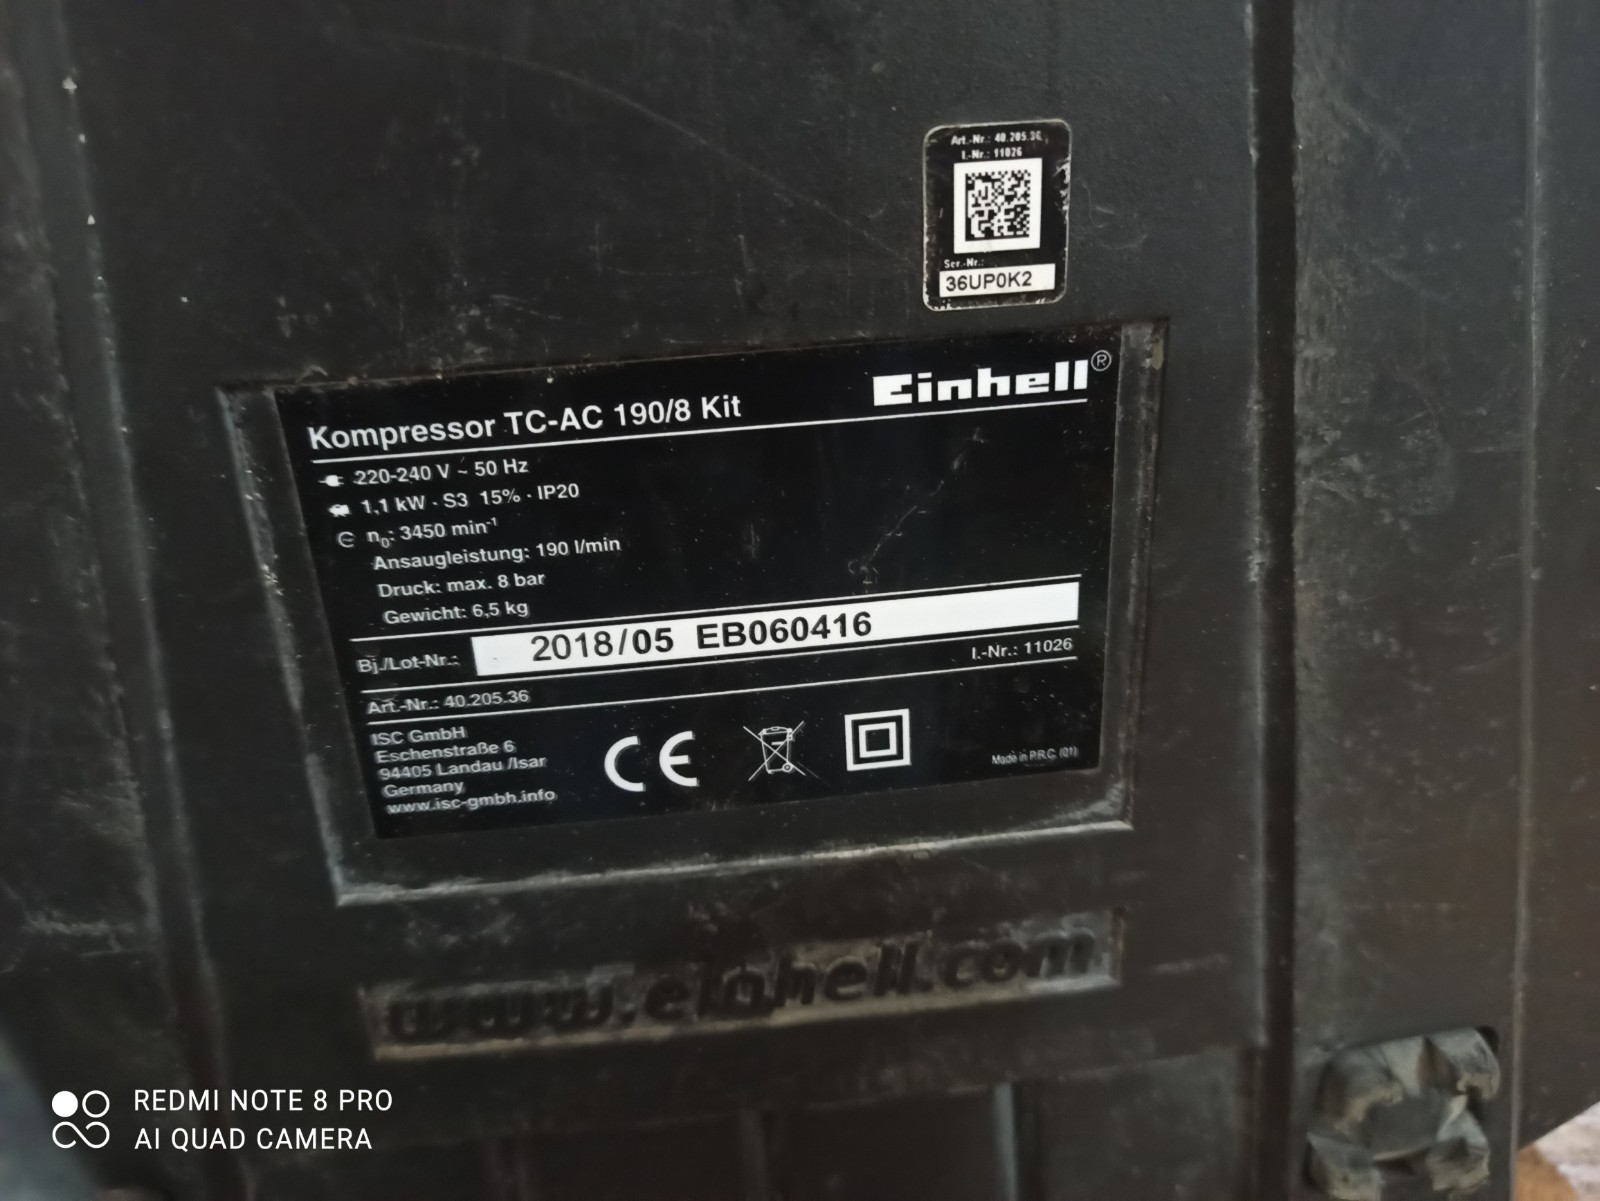 Art.-Nr.: 40.205.36
I.-Nr.: 11026
Ser.-Nr.:
36UP0K2
Einhell®
Kompressor TC-AC 190/8 Kit
220-240 V ~ 50 Hz
1,1 kW · S3 15% · IP20
n₀: 3450 min⁻¹
Ansaugleistung: 190 l/min
Druck: max. 8 bar
Gewicht: 6,5 kg
Bj./Lot-Nr.: 2018/05 EB060416
Art.-Nr.: 40.205.36 I.-Nr.: 11026
ISC GmbH
Eschenstraße 6
94405 Landau /Isar
Germany
www.isc-gmbh.info
CE
Made in P.R.C. (01)
www.einhell.com
REDMI NOTE 8 PRO
AI QUAD CAMERA